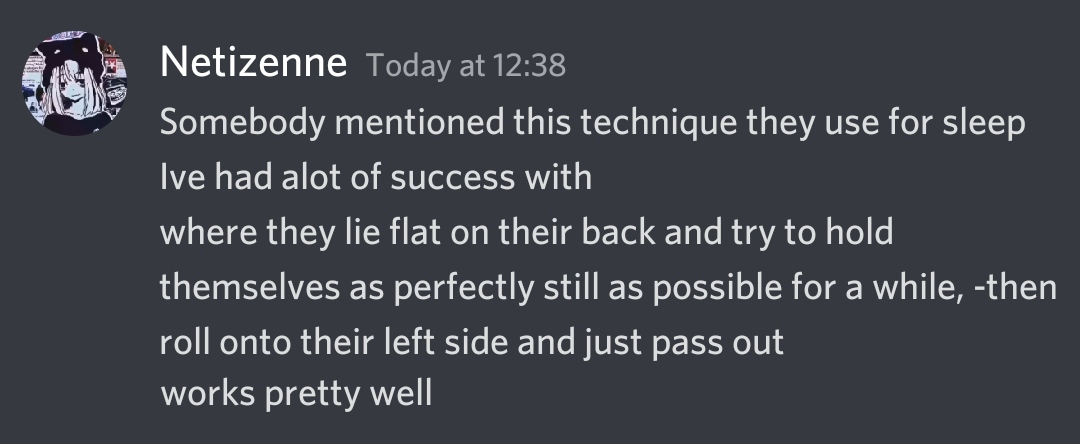 Netizenne Today at 12:38
Somebody mentioned this technique they use for sleep
Ive had alot of success with
where they lie flat on their back and try to hold
themselves as perfectly still as possible for a while, -then
roll onto their left side and just pass out
works pretty well